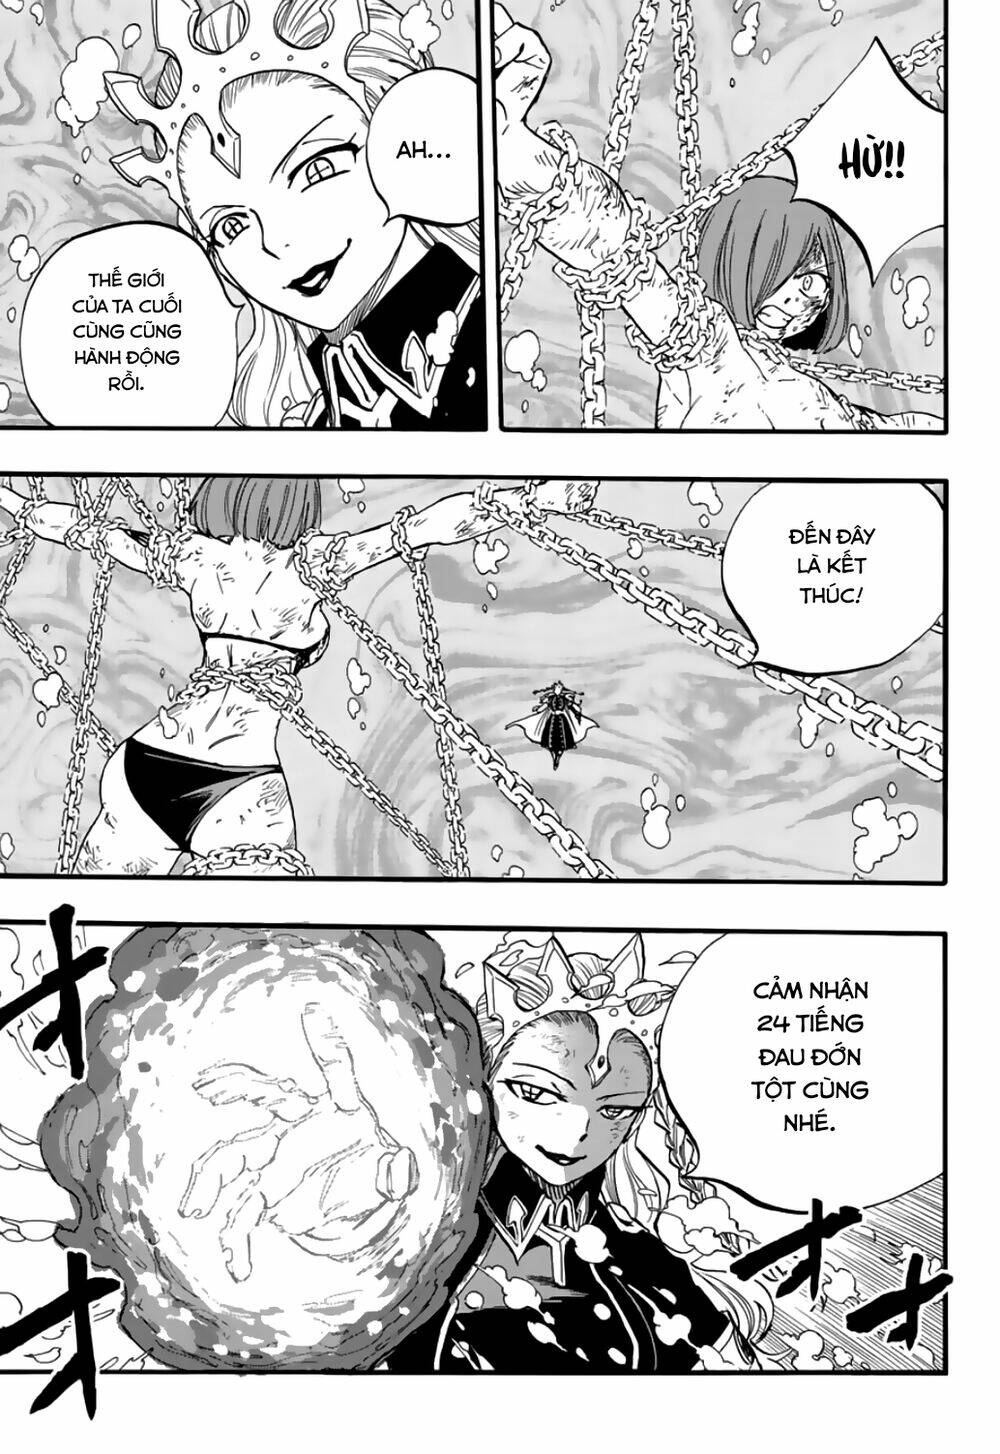 HỪ!!
AH...
THẾ GIỚI
CỦA TA CUỐI
CÙNG CŨNG
HÀNH ĐỘNG
RỒI.
ĐẾN ĐÂY
LÀ KẾT
THÚC!
CẢM NHẬN
24 TIẾNG
ĐAU ĐỚN
TỘT CÙNG
NHÉ.